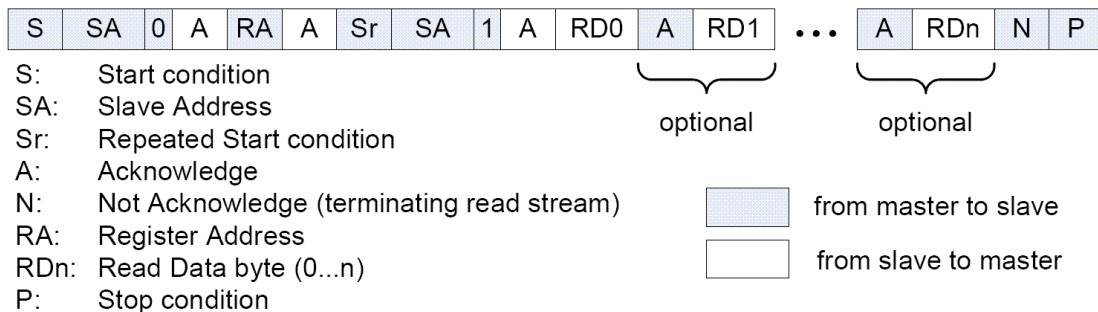 S SA 0 A RA A Sr SA 1 A RD0 A RD1 ••• A RDn N P
S: Start condition
SA: Slave Address
optional optional
Sr: Repeated Start condition
A: Acknowledge
N: Not Acknowledge (terminating read stream)
from master to slave
RA: Register Address
RDn: Read Data byte (0...n)
from slave to master
P: Stop condition